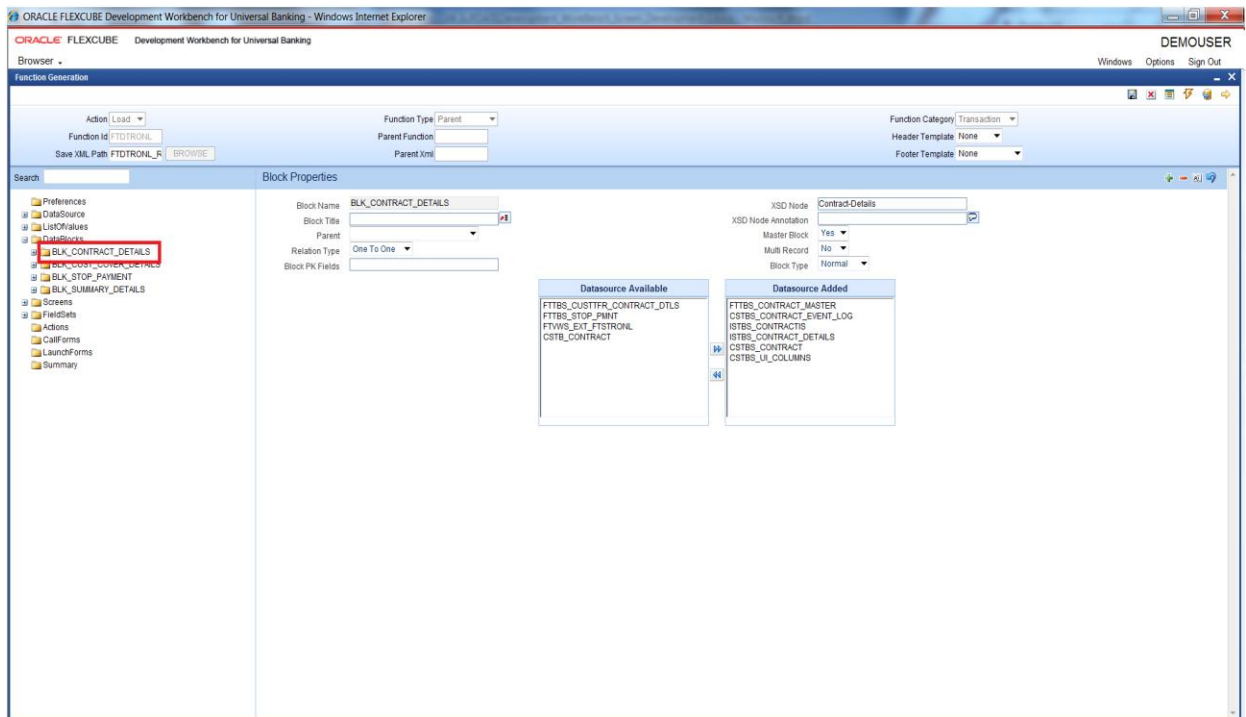 ORACLE FLEXCUBE Development Workbench for Universal Banking - Windows Internet Explorer
ORACLE FLEXCUBE Development Workbench for Universal Banking
DEMOUSER
Browser
Windows Options Sign Out
Function Generation
Action Load
Function Type Parent
Function Category Transaction
Function Id FTDTRONL
Parent Function
Header Template None
Save XML Path FTDTRONL_R BROWSE
Parent Xml
Footer Template None
Search
Block Properties
Preferences
DataSource
ListOfValues
DataBlocks
BLK_CONTRACT_DETAILS
BLK_CUST_COVER_DETAILS
BLK_STOP_PAYMENT
BLK_SUMMARY_DETAILS
Screens
FieldSets
Actions
CallForms
LaunchForms
Summary
Block Name BLK_CONTRACT_DETAILS
Block Title
Parent
Relation Type One To One
Block PK Fields
XSD Node Contract-Details
XSD Node Annotation
Master Block Yes
Multi Record No
Block Type Normal
Datasource Available
FTTBS_CUSTTFR_CONTRACT_DTLS
FTTBS_STOP_PMNT
FTVWS_EXT_FTSTRONL
CSTB_CONTRACT
Datasource Added
FTTBS_CONTRACT_MASTER
CSTBS_CONTRACT_EVENT_LOG
ISTBS_CONTRACTIS
ISTBS_CONTRACT_DETAILS
CSTBS_CONTRACT
CSTBS_UI_COLUMNS